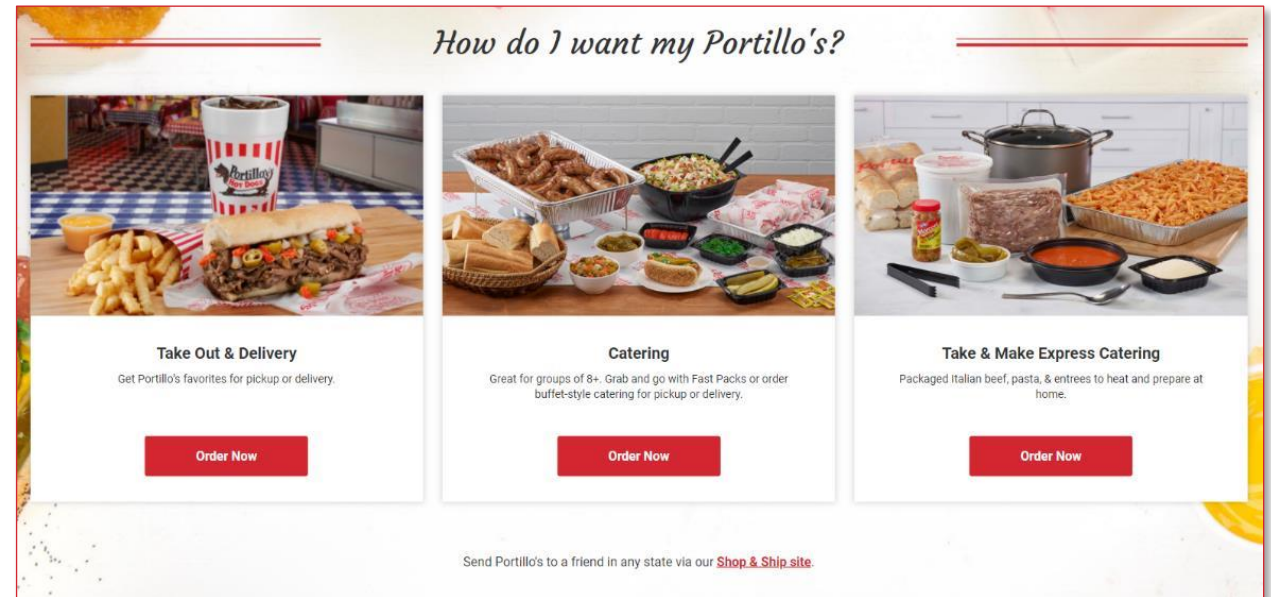 How do I want my Portillo's?
Portillo's
Hot Dogs
Take Out & Delivery
Get Portillo's favorites for pickup or delivery.
Order Now
Catering
Great for groups of 8+. Grab and go with Fast Packs or order
buffet-style catering for pickup or delivery.
Order Now
Take & Make Express Catering
Packaged Italian beef, pasta, & entrees to heat and prepare at
home.
Order Now
Send Portillo's to a friend in any state via our Shop & Ship site.